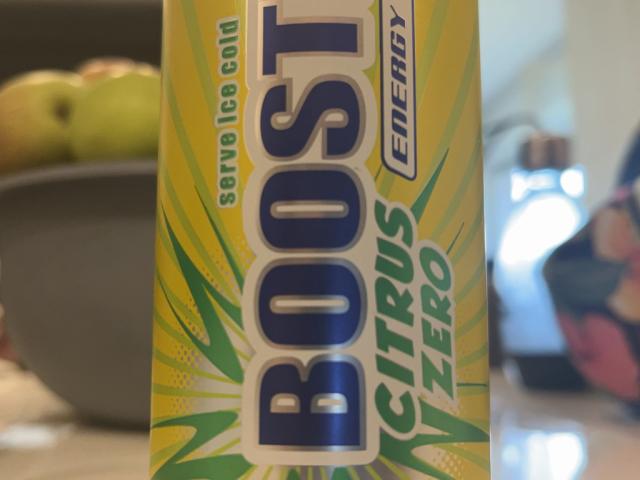 serve ice cold
BOOST
ENERGY
CITRUS
ZERO